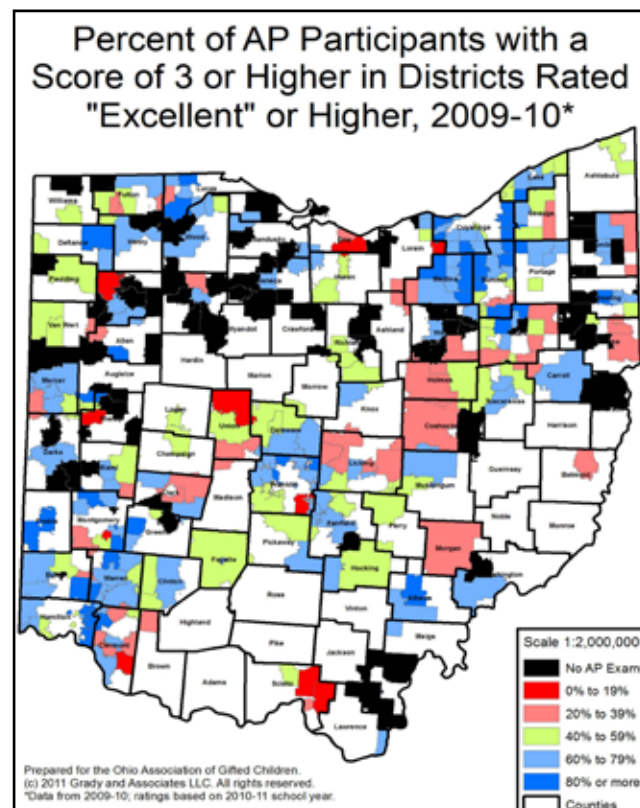 Percent of AP Participants with a
Score of 3 or Higher in Districts Rated
"Excellent" or Higher, 2009-10*
Ashtabula
Williams
Fulton
Lucas
Lake
Geauga
Cuyahoga
Defiance
Henry
Wood
Sandusky
Erie
Lorain
Portage
Paulding
Seneca
Huron
Medina
Summit
Van Wert
Allen
Wyandot
Crawford
Ashland
Richland
Hardin
Auglaize
Marion
Mercer
Morrow
Holmes
Carroll
Tuscarawas
Logan
Union
Knox
Coshocton
Harrison
Darke
Miami
Champaign
Delaware
Licking
Guernsey
Belmont
Clark
Franklin
Muskingum
Madison
Noble
Monroe
Preble
Montgomery
Greene
Pickaway
Fairfield
Perry
Morgan
Fayette
Hocking
Washington
Butler
Warren
Clinton
Ross
Athens
Vinton
Hamilton
Highland
Meigs
Clermont
Pike
Jackson
Brown
Adams
Scioto
Lawrence
Scale 1:2,000,000
No AP Exam
0% to 19%
20% to 39%
40% to 59%
60% to 79%
80% or more
Counties
Prepared for the Ohio Association of Gifted Children.
(c) 2011 Grady and Associates LLC. All rights reserved.
*Data from 2009-10; ratings based on 2010-11 school year.